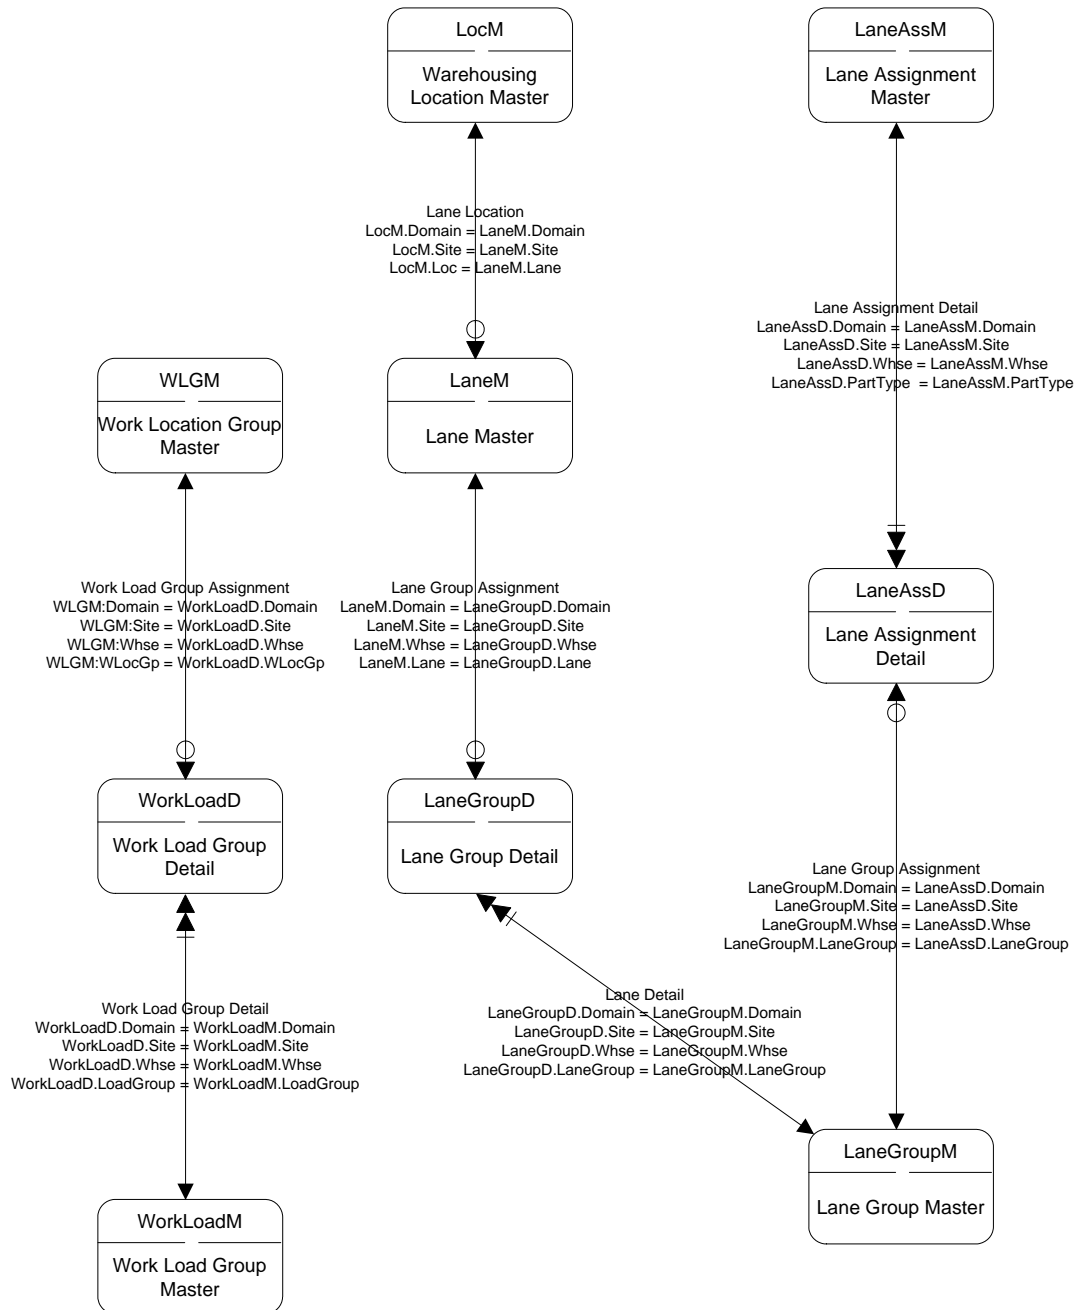 LocM
Warehousing
Location Master
LaneAssM
Lane Assignment
Master
Lane Location
LocM.Domain = LaneM.Domain
LocM.Site = LaneM.Site
LocM.Loc = LaneM.Lane
Lane Assignment Detail
LaneAssD.Domain = LaneAssM.Domain
LaneAssD.Site = LaneAssM.Site
LaneAssD.Whse = LaneAssM.Whse
LaneAssD.PartType  = LaneAssM.PartType
WLGM
Work Location Group
Master
LaneM
Lane Master
Work Load Group Assignment
WLGM:Domain = WorkLoadD.Domain
WLGM:Site = WorkLoadD.Site
WLGM:Whse = WorkLoadD.Whse
WLGM:WLocGp = WorkLoadD.WLocGp
Lane Group Assignment
LaneM.Domain = LaneGroupD.Domain
LaneM.Site = LaneGroupD.Site
LaneM.Whse = LaneGroupD.Whse
LaneM.Lane = LaneGroupD.Lane
LaneAssD
Lane Assignment
Detail
WorkLoadD
Work Load Group
Detail
LaneGroupD
Lane Group Detail
Lane Group Assignment
LaneGroupM.Domain = LaneAssD.Domain
LaneGroupM.Site = LaneAssD.Site
LaneGroupM.Whse = LaneAssD.Whse
LaneGroupM.LaneGroup = LaneAssD.LaneGroup
Work Load Group Detail
WorkLoadD.Domain = WorkLoadM.Domain
WorkLoadD.Site = WorkLoadM.Site
WorkLoadD.Whse = WorkLoadM.Whse
WorkLoadD.LoadGroup = WorkLoadM.LoadGroup
Lane Detail
LaneGroupD.Domain = LaneGroupM.Domain
LaneGroupD.Site = LaneGroupM.Site
LaneGroupD.Whse = LaneGroupM.Whse
LaneGroupD.LaneGroup = LaneGroupM.LaneGroup
LaneGroupM
Lane Group Master
WorkLoadM
Work Load Group
Master